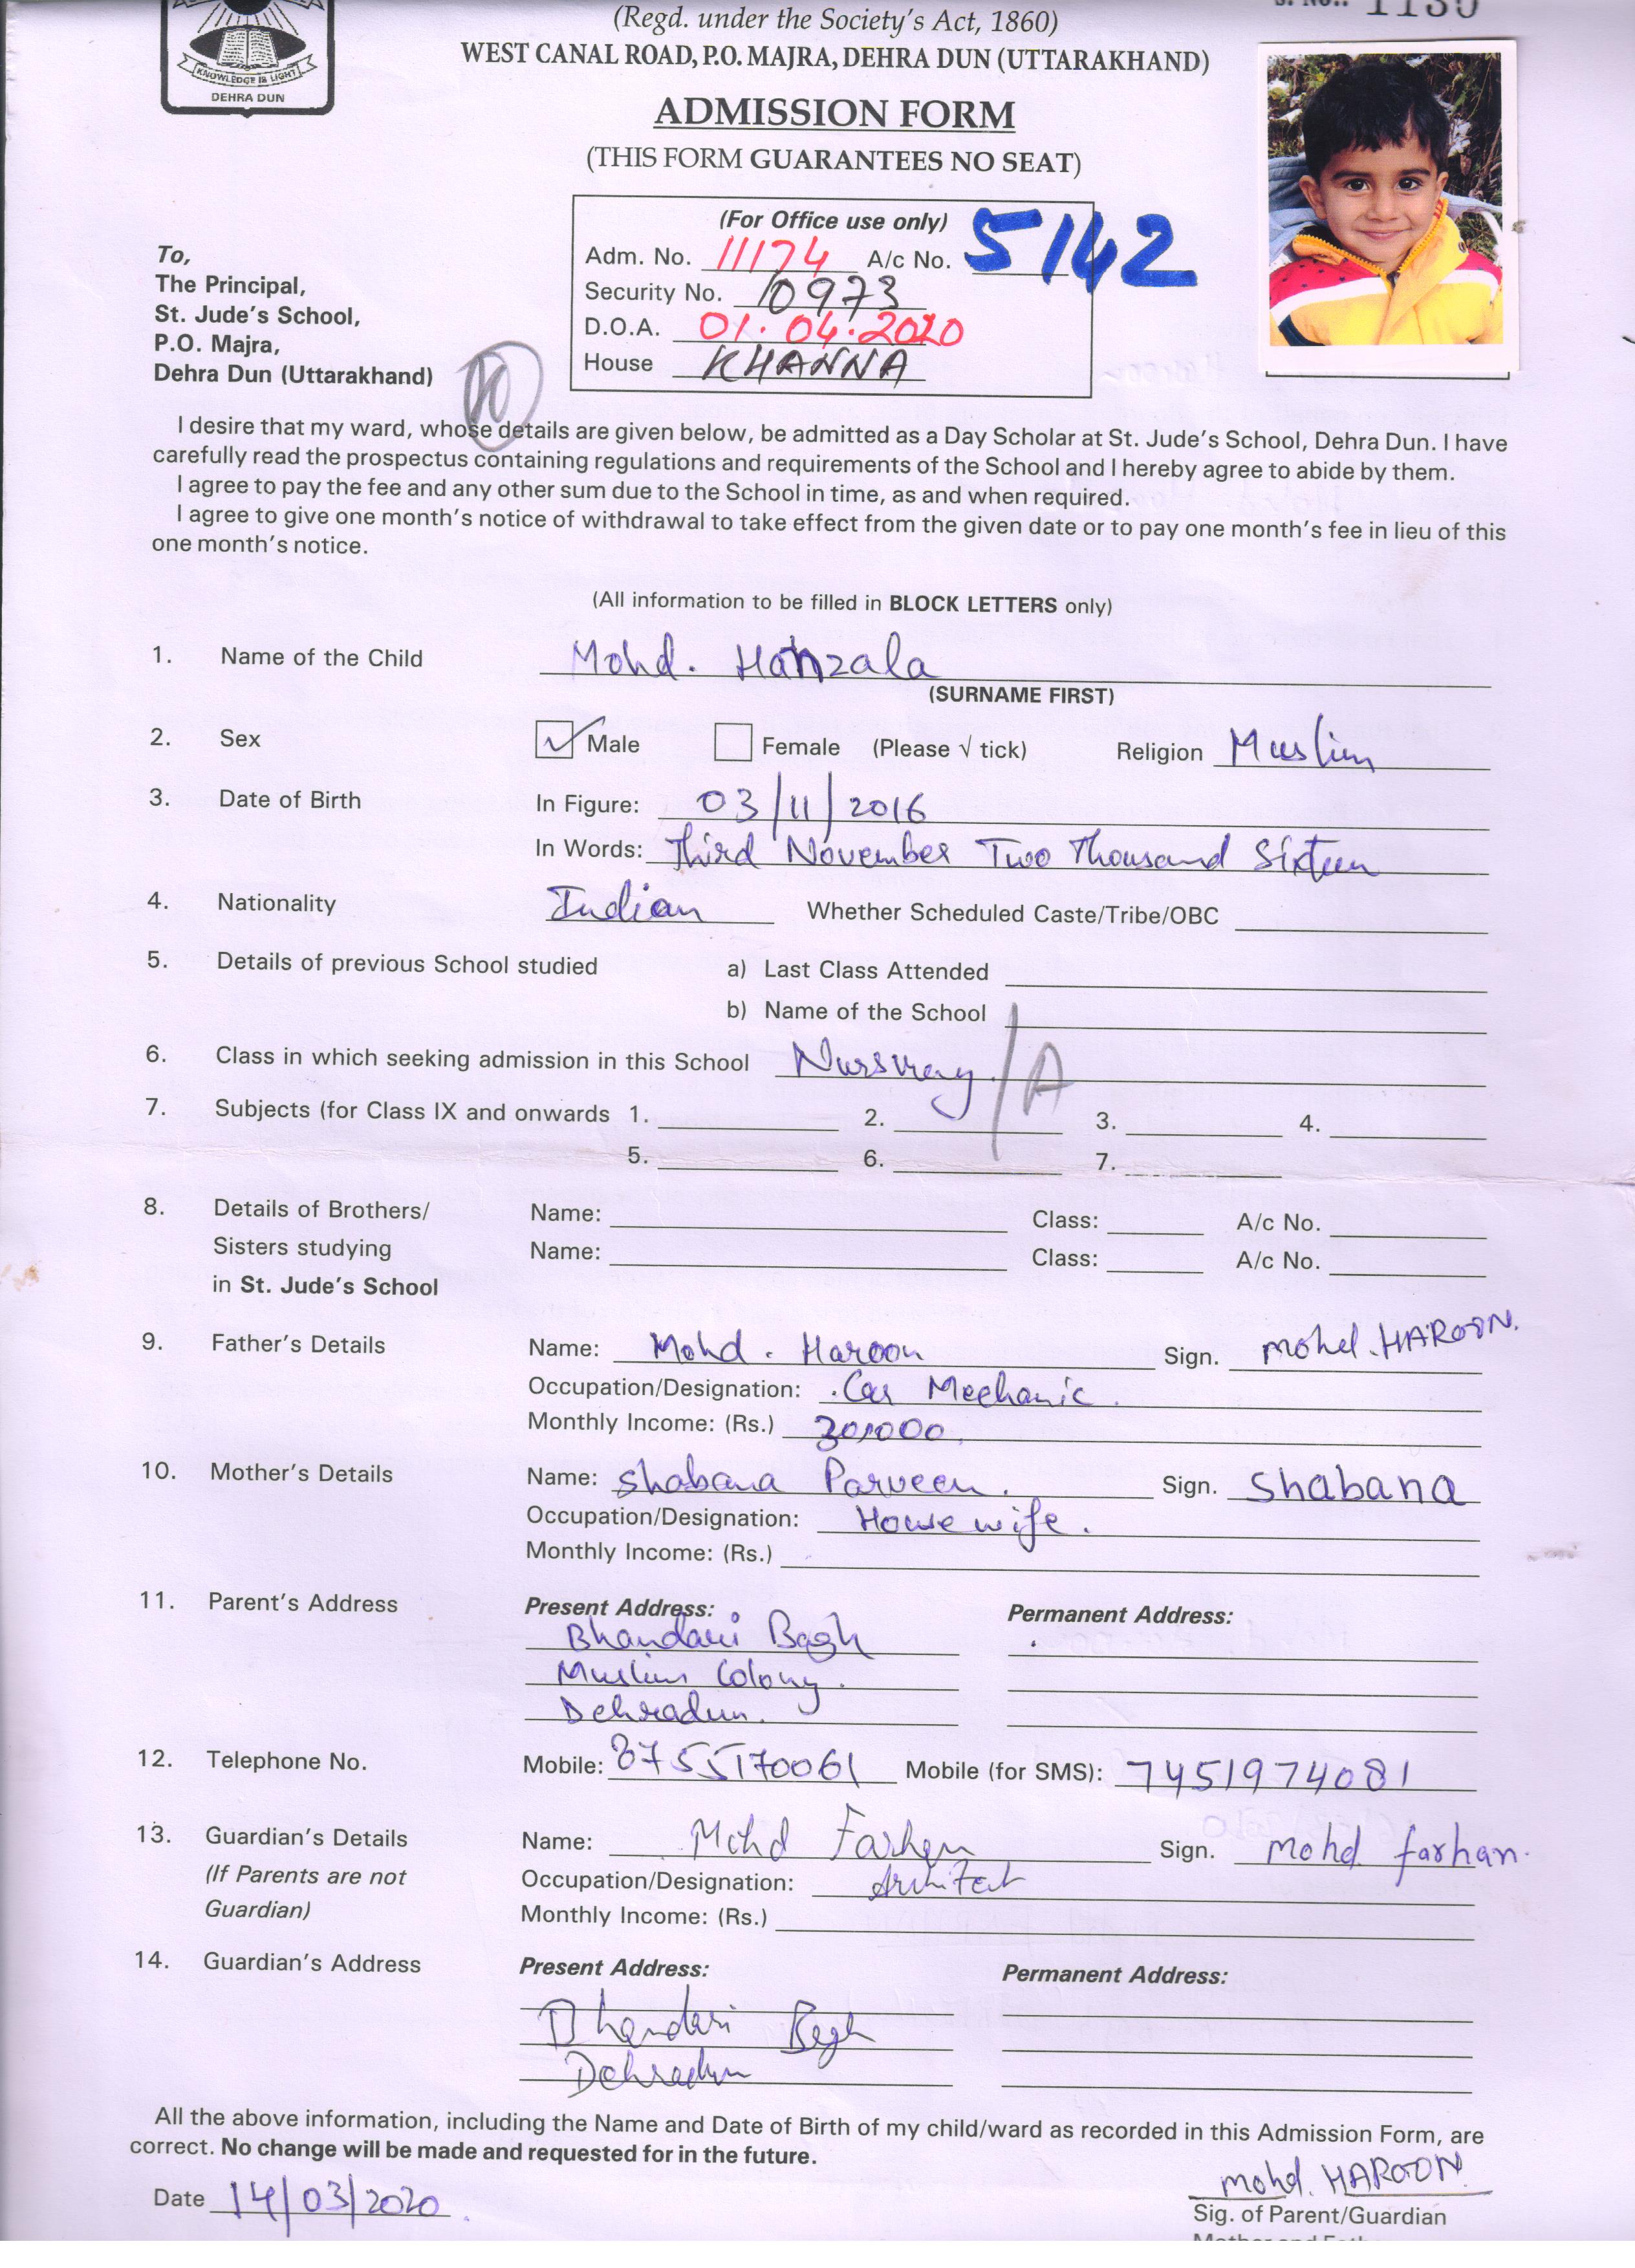 (Regd. under the Society's Act, 1860)
WEST CANAL ROAD, P.O. MAJRA, DEHRA DUN (UTTARAKHAND)
KNOWLEDGE IS LIGHT
DEHRA DUN
ADMISSION FORM
(THIS FORM GUARANTEES NO SEAT)
(For Office use only)
Adm. No. 11174 A/c No. 5142
Security No. 10973
D.O.A. 01.04.2020
House KHANNA
To,
The Principal,
St. Jude's School,
P.O. Majra,
Dehra Dun (Uttarakhand)
I desire that my ward, whose details are given below, be admitted as a Day Scholar at St. Jude's School, Dehra Dun. I have
carefully read the prospectus containing regulations and requirements of the School and I hereby agree to abide by them.
I agree to pay the fee and any other sum due to the School in time, as and when required.
I agree to give one month's notice of withdrawal to take effect from the given date or to pay one month's fee in lieu of this
one month's notice.
(All information to be filled in BLOCK LETTERS only)
1. Name of the Child Mohd. Hanzala
(SURNAME FIRST)
2. Sex Male Female (Please √ tick) Religion Muslim
3. Date of Birth In Figure: 03/11/2016
In Words: Third November Two Thousand Sixteen
4. Nationality Indian Whether Scheduled Caste/Tribe/OBC
5. Details of previous School studied a) Last Class Attended
b) Name of the School
6. Class in which seeking admission in this School /A
7. Subjects (for Class IX and onwards 1. 2. 3. 4.
5. 6. 7.
8. Details of Brothers/ Name: Class: A/c No.
Sisters studying Name: Class: A/c No.
in St. Jude's School
9. Father's Details Name: Mohd. Haroon Sign. mohd. HAROON.
Occupation/Designation: Car Mechanic.
Monthly Income: (Rs.)
10. Mother's Details Name: Shabana Parveen. Sign. Shabana
Occupation/Designation: House wife.
Monthly Income: (Rs.)
11. Parent's Address Present Address: Permanent Address:
Bhandari Bagh
Muslim Colony.
Dehradun.
12. Telephone No. Mobile: 8755170061 Mobile (for SMS): 7451974081
13. Guardian's Details Name: Mohd Farhan Sign. mohd farhan.
(If Parents are not Occupation/Designation: Architect
Guardian) Monthly Income: (Rs.)
14. Guardian's Address Present Address: Permanent Address:
Bhandari Bagh
Dehradun
All the above information, including the Name and Date of Birth of my child/ward as recorded in this Admission Form, are
correct. No change will be made and requested for in the future.
mohd. HAROON.
Date 14/03/2020.
Sig. of Parent/Guardian